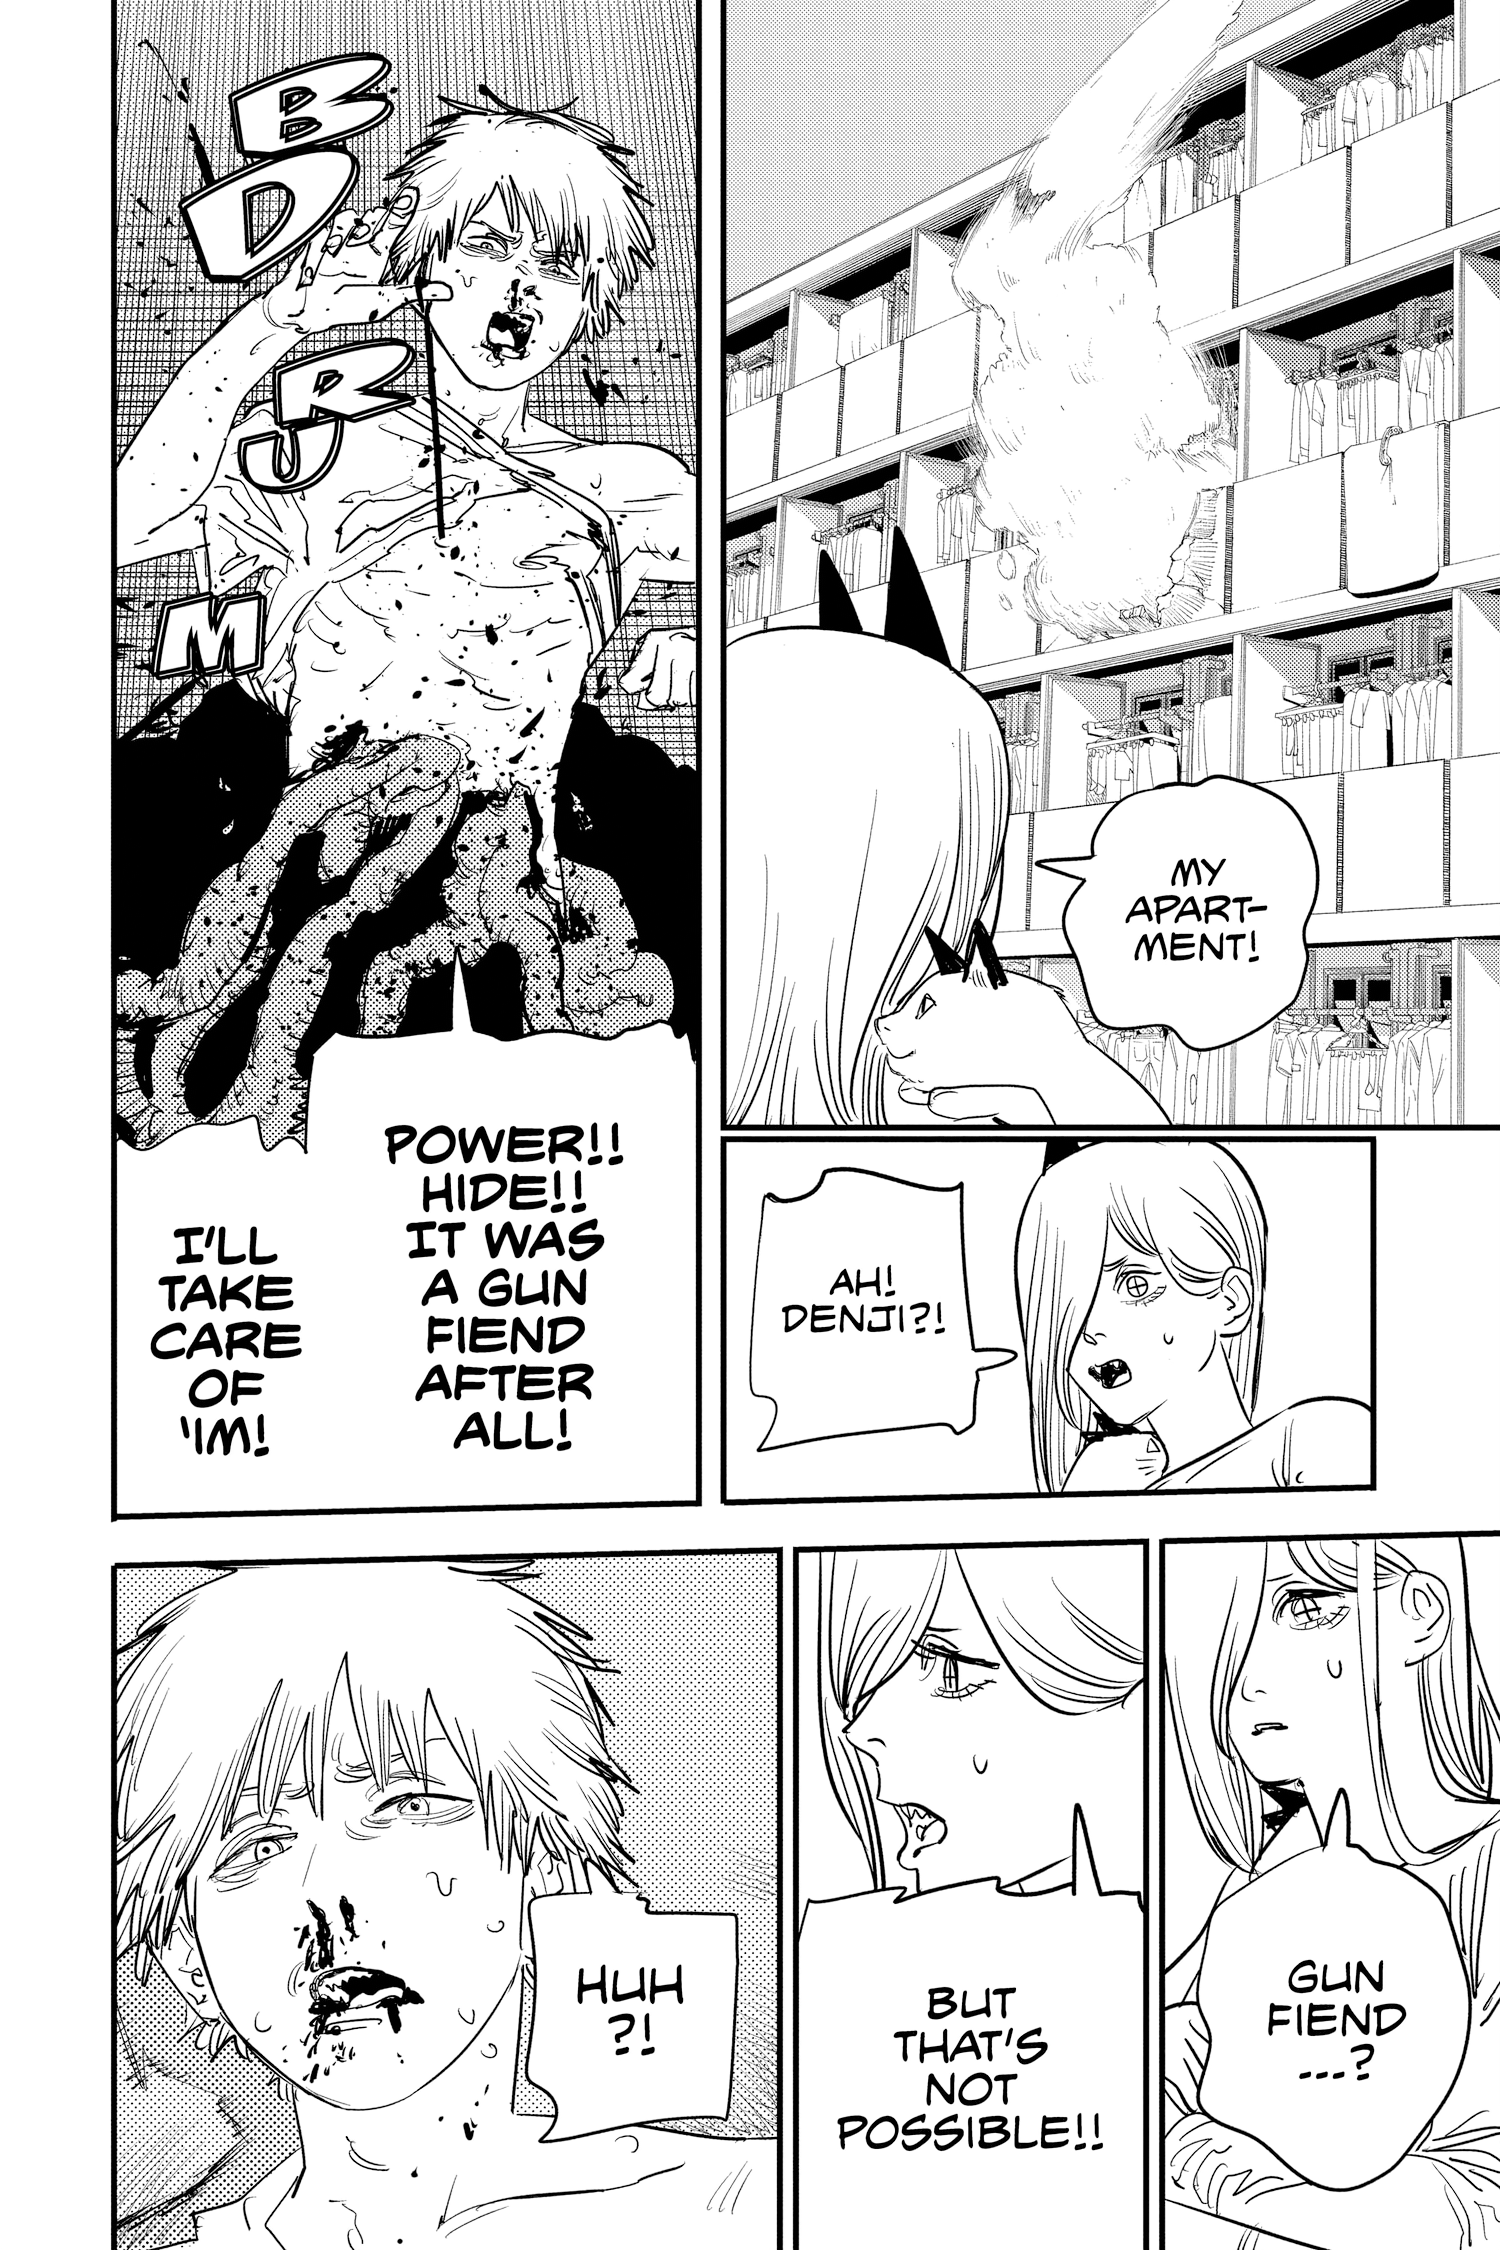 MY
APART-
MENT!
AH!
DENJI?!
BDRUM
POWER!!
HIDE!!
IT WAS
A GUN
FIEND
AFTER
ALL!
I'LL
TAKE
CARE
OF
'IM!
GUN
FIEND
...?
BUT
THAT'S
NOT
POSSIBLE!!
HUH
?!